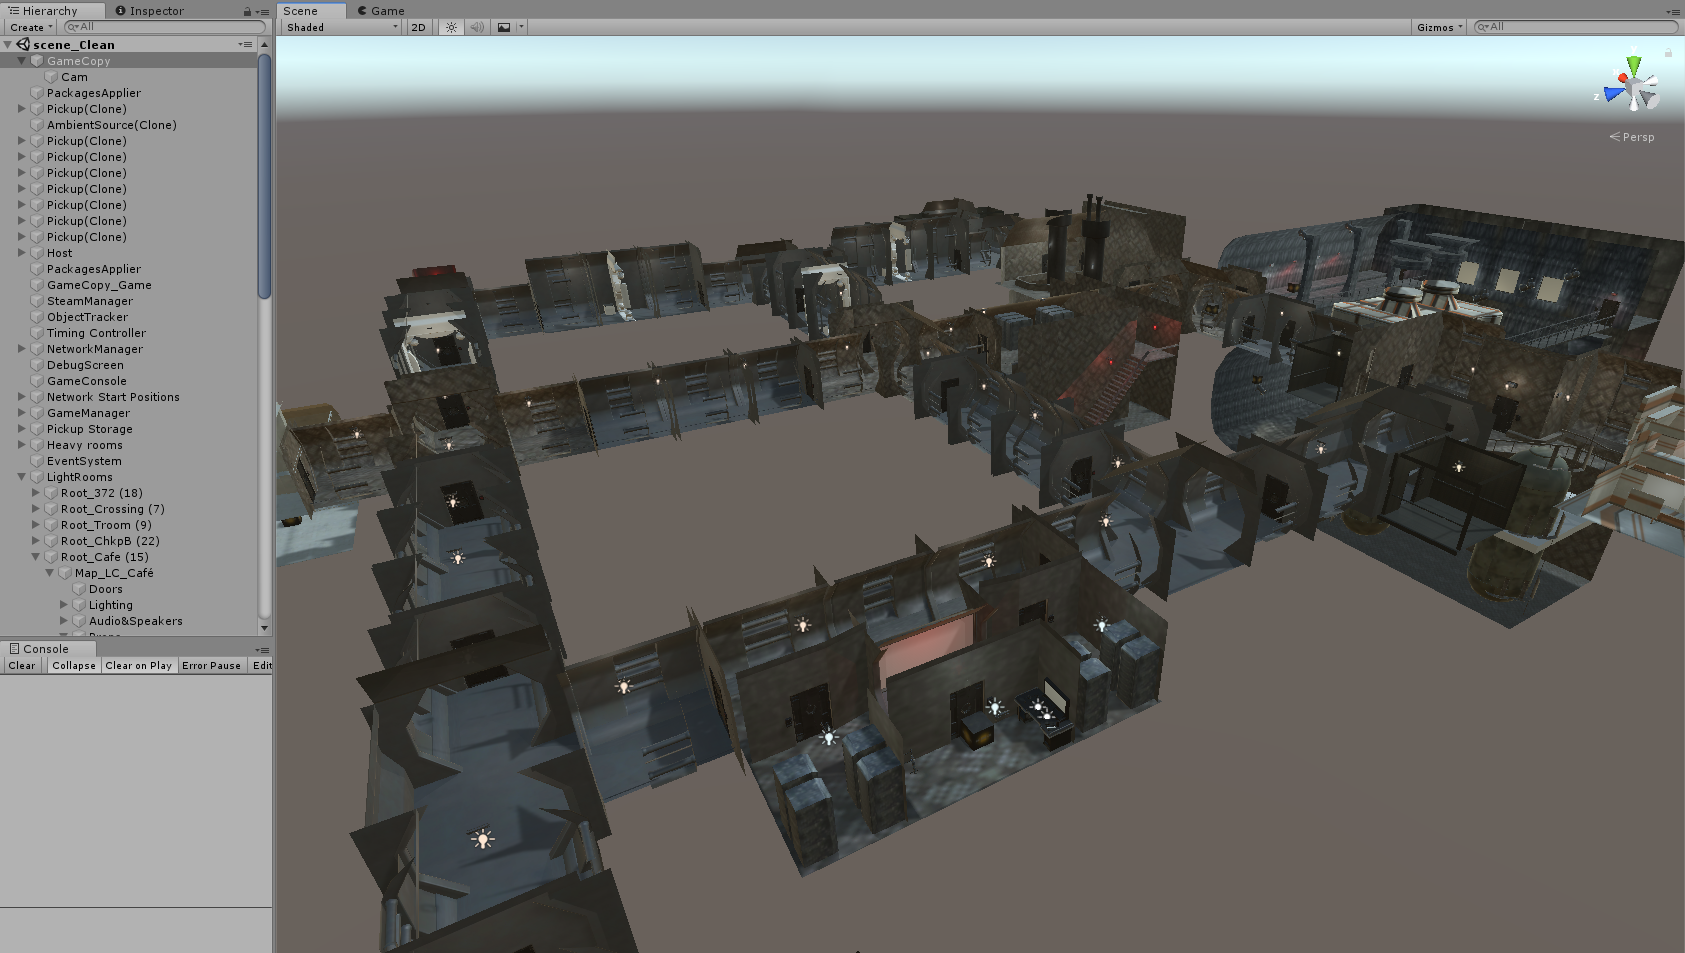 Hierarchy
Inspector
Create
All
scene_Clean
GameCopy
Cam
PackagesApplier
Pickup(Clone)
AmbientSource(Clone)
Pickup(Clone)
Pickup(Clone)
Pickup(Clone)
Pickup(Clone)
Pickup(Clone)
Pickup(Clone)
Pickup(Clone)
Host
PackagesApplier
GameCopy_Game
SteamManager
ObjectTracker
Timing Controller
NetworkManager
DebugScreen
GameConsole
Network Start Positions
GameManager
Pickup Storage
Heavy rooms
EventSystem
LightRooms
Root_372 (18)
Root_Crossing (7)
Root_Troom (9)
Root_ChkpB (22)
Root_Cafe (15)
Map_LC_Café
Doors
Lighting
Audio&Speakers
Console
Clear
Collapse
Clear on Play
Error Pause
Edit
Scene
Game
Shaded
2D
Gizmos
All
y
z
Persp